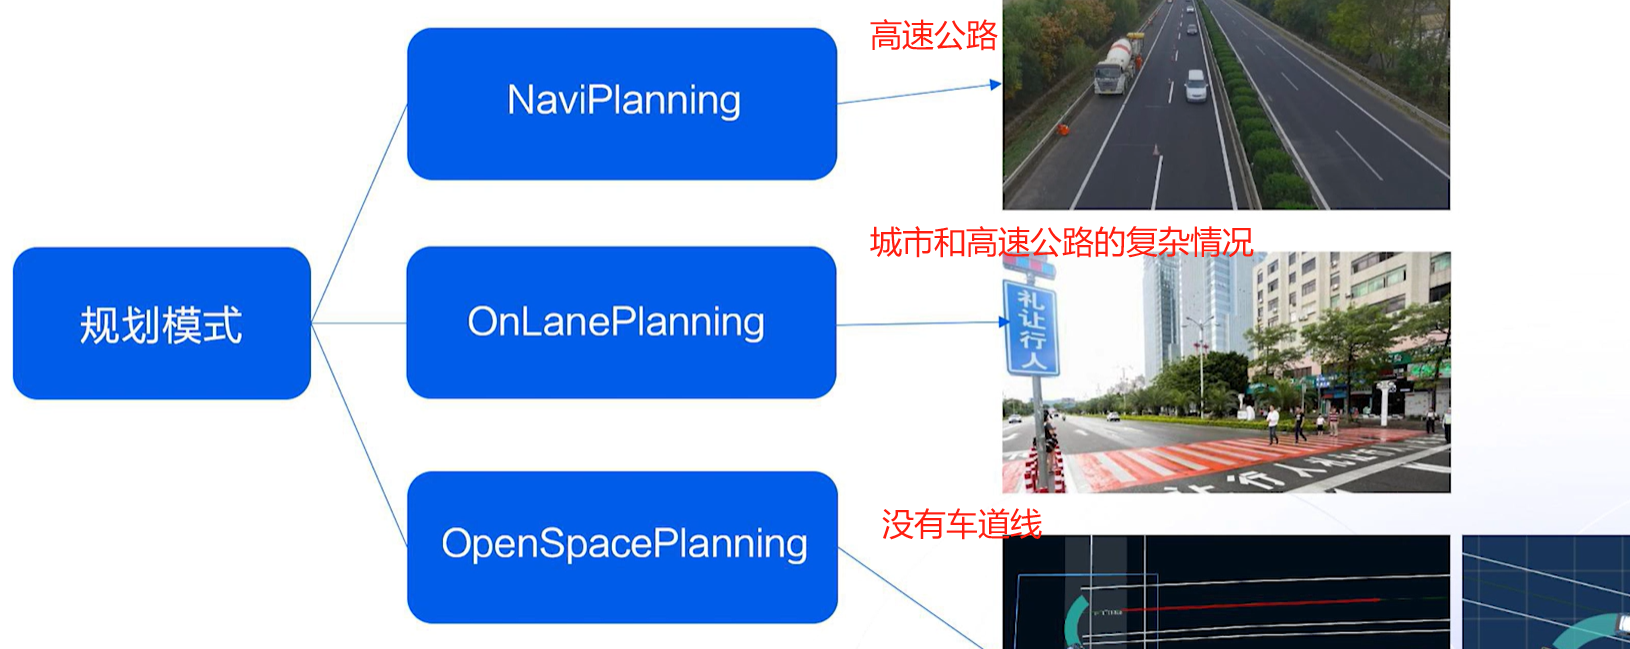 高速公路
NaviPlanning
城市和高速公路的复杂情况
规划模式
OnLanePlanning
礼让行人
没有车道线
OpenSpacePlanning